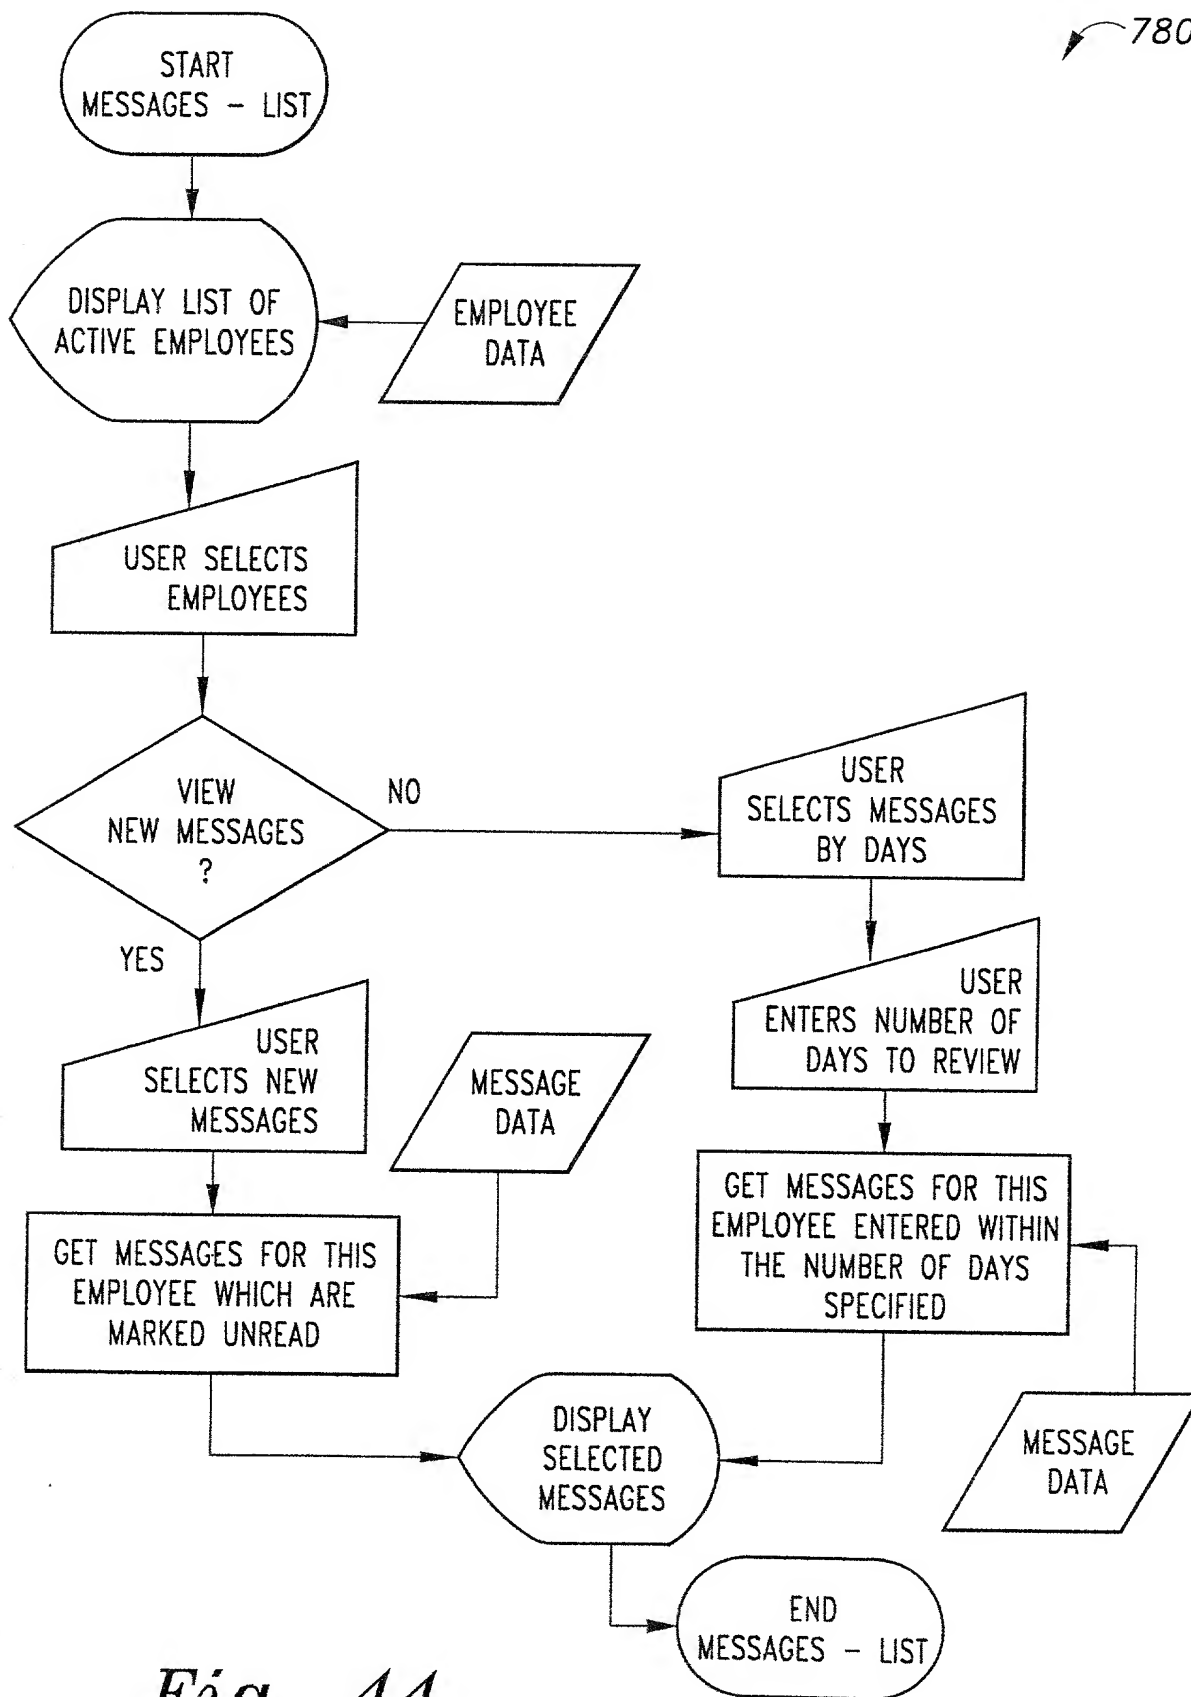 780
START
MESSAGES – LIST
DISPLAY LIST OF
ACTIVE EMPLOYEES
EMPLOYEE
DATA
USER SELECTS
EMPLOYEES
VIEW
NEW MESSAGES
?
NO
YES
USER
SELECTS MESSAGES
BY DAYS
USER
ENTERS NUMBER OF
DAYS TO REVIEW
USER
SELECTS NEW
MESSAGES
MESSAGE
DATA
GET MESSAGES FOR THIS
EMPLOYEE ENTERED WITHIN
THE NUMBER OF DAYS
SPECIFIED
GET MESSAGES FOR THIS
EMPLOYEE WHICH ARE
MARKED UNREAD
DISPLAY
SELECTED
MESSAGES
MESSAGE
DATA
END
MESSAGES – LIST
Fig. 44